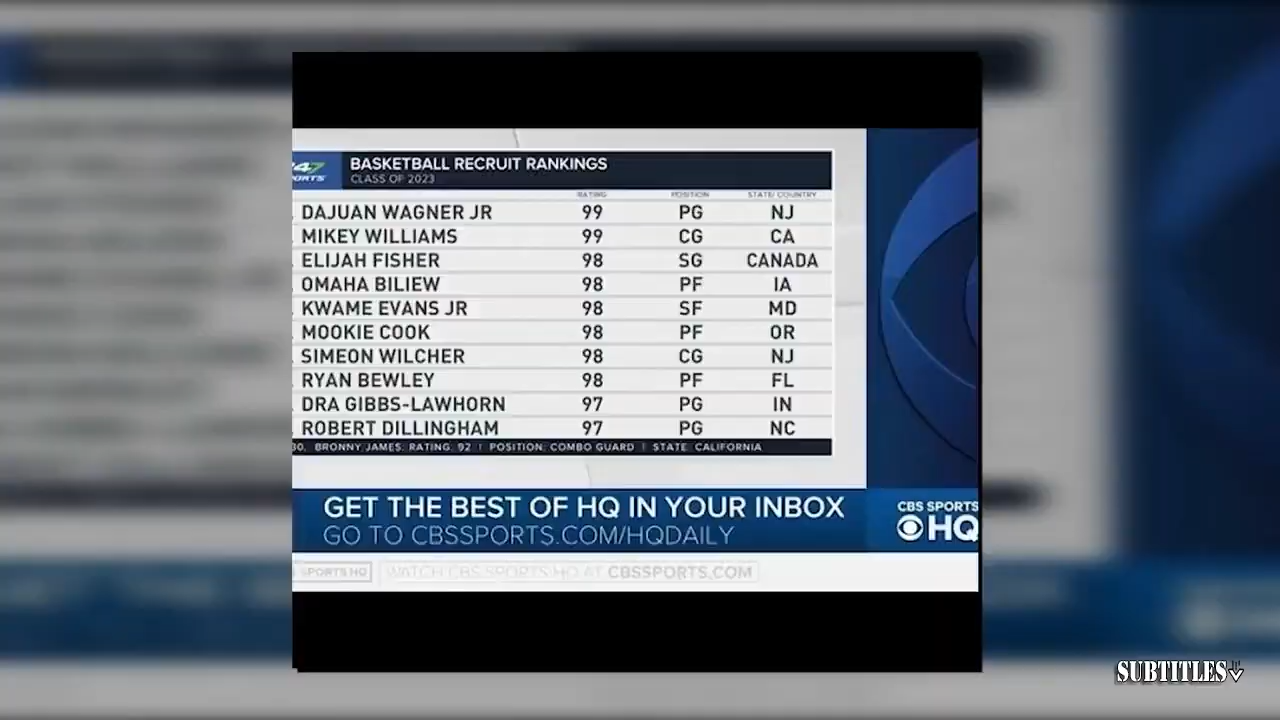 47 BASKETBALL RECRUIT RANKINGS
ORTS CLASS OF 2023
RATING POSITION STATE/COUNTRY
DAJUAN WAGNER JR 99 PG NJ
MIKEY WILLIAMS 99 CG CA
ELIJAH FISHER 98 SG CANADA
OMAHA BILIEW 98 PF IA
KWAME EVANS JR 98 SF MD
MOOKIE COOK 98 PF OR
SIMEON WILCHER 98 CG NJ
RYAN BEWLEY 98 PF FL
DRA GIBBS-LAWHORN 97 PG IN
ROBERT DILLINGHAM 97 PG NC
30. BRONNY JAMES. RATING: 92 | POSITION: COMBO GUARD | STATE: CALIFORNIA
GET THE BEST OF HQ IN YOUR INBOX
GO TO CBSSPORTS.COM/HQDAILY
CBS SPORTS
HQ
SPORTS HQ WATCH CBS SPORTS HQ AT CBSSPORTS.COM
SUBTITLES